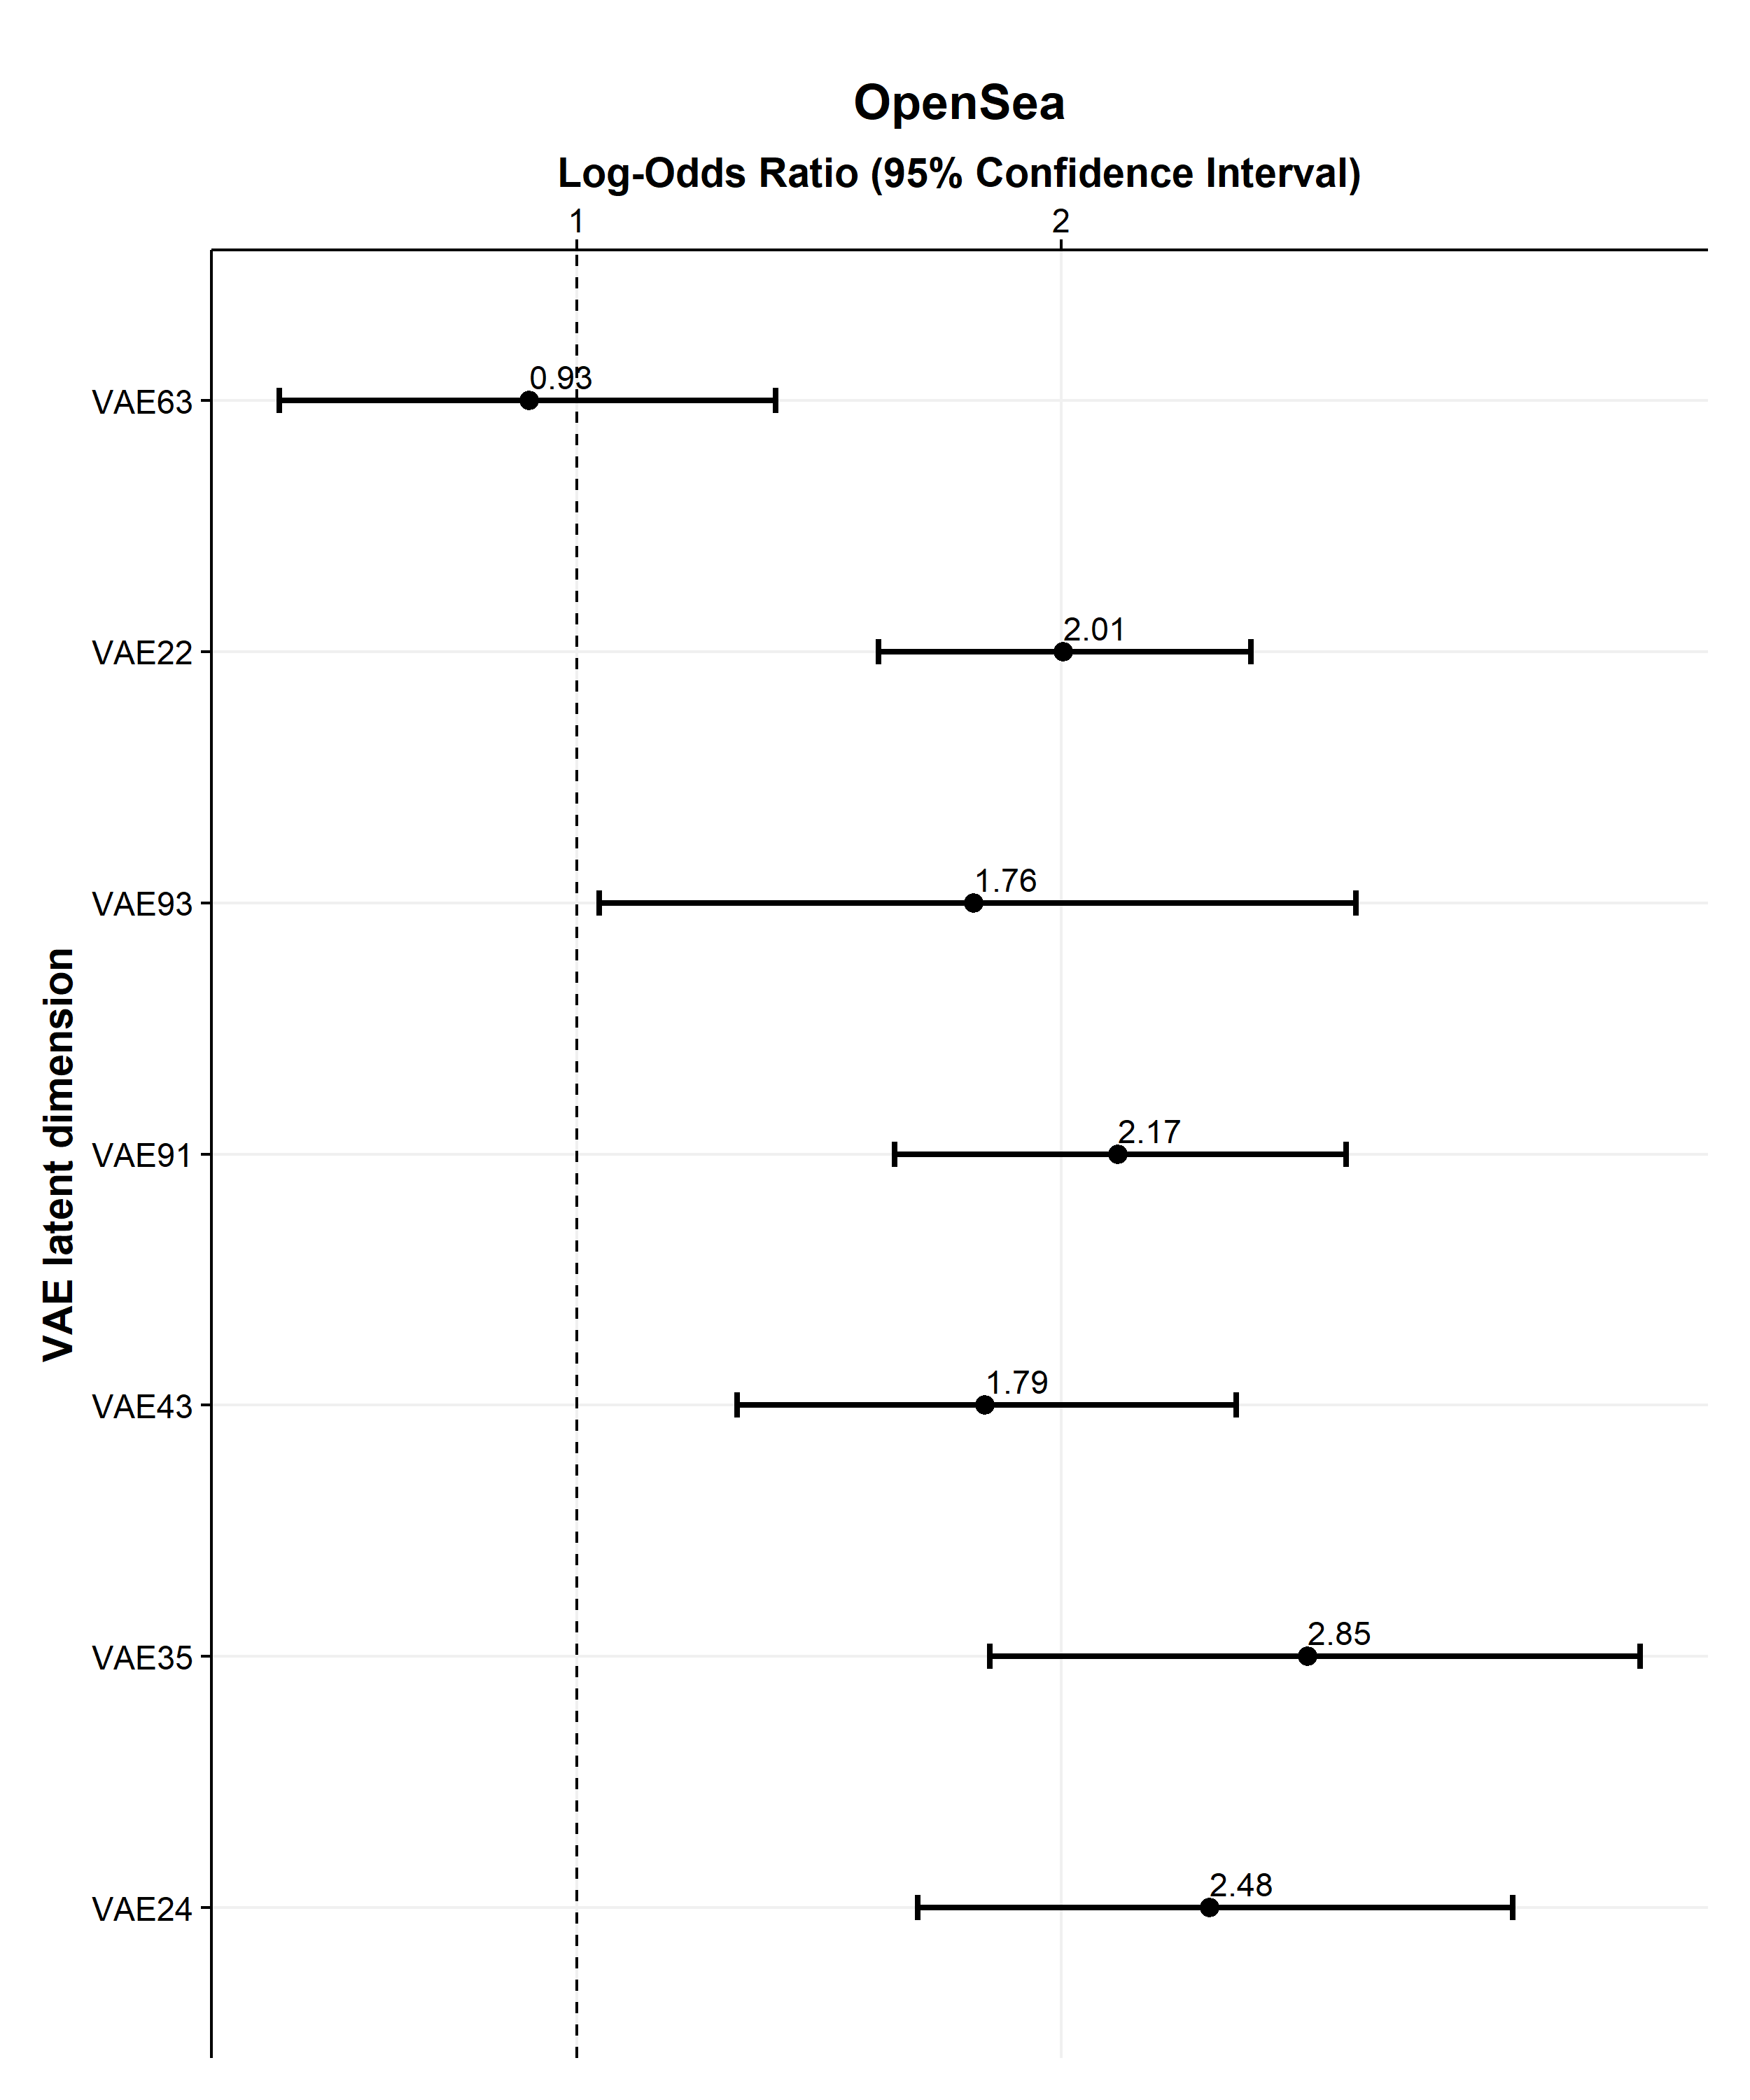 OpenSea
Log-Odds Ratio (95% Confidence Interval)
1 2
0.93
VAE63
2.01
VAE22
1.76
VAE93
VAE latent dimension
2.17
VAE91
1.79
VAE43
2.85
VAE35
2.48
VAE24